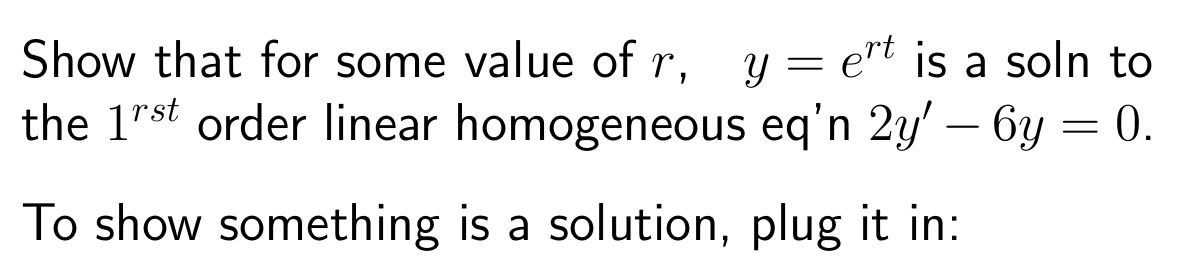 Show that for some value of $r$, $y = e^{rt}$ is a soln to
the $1^{rst}$ order linear homogeneous eq'n $2y' - 6y = 0$.
To show something is a solution, plug it in: